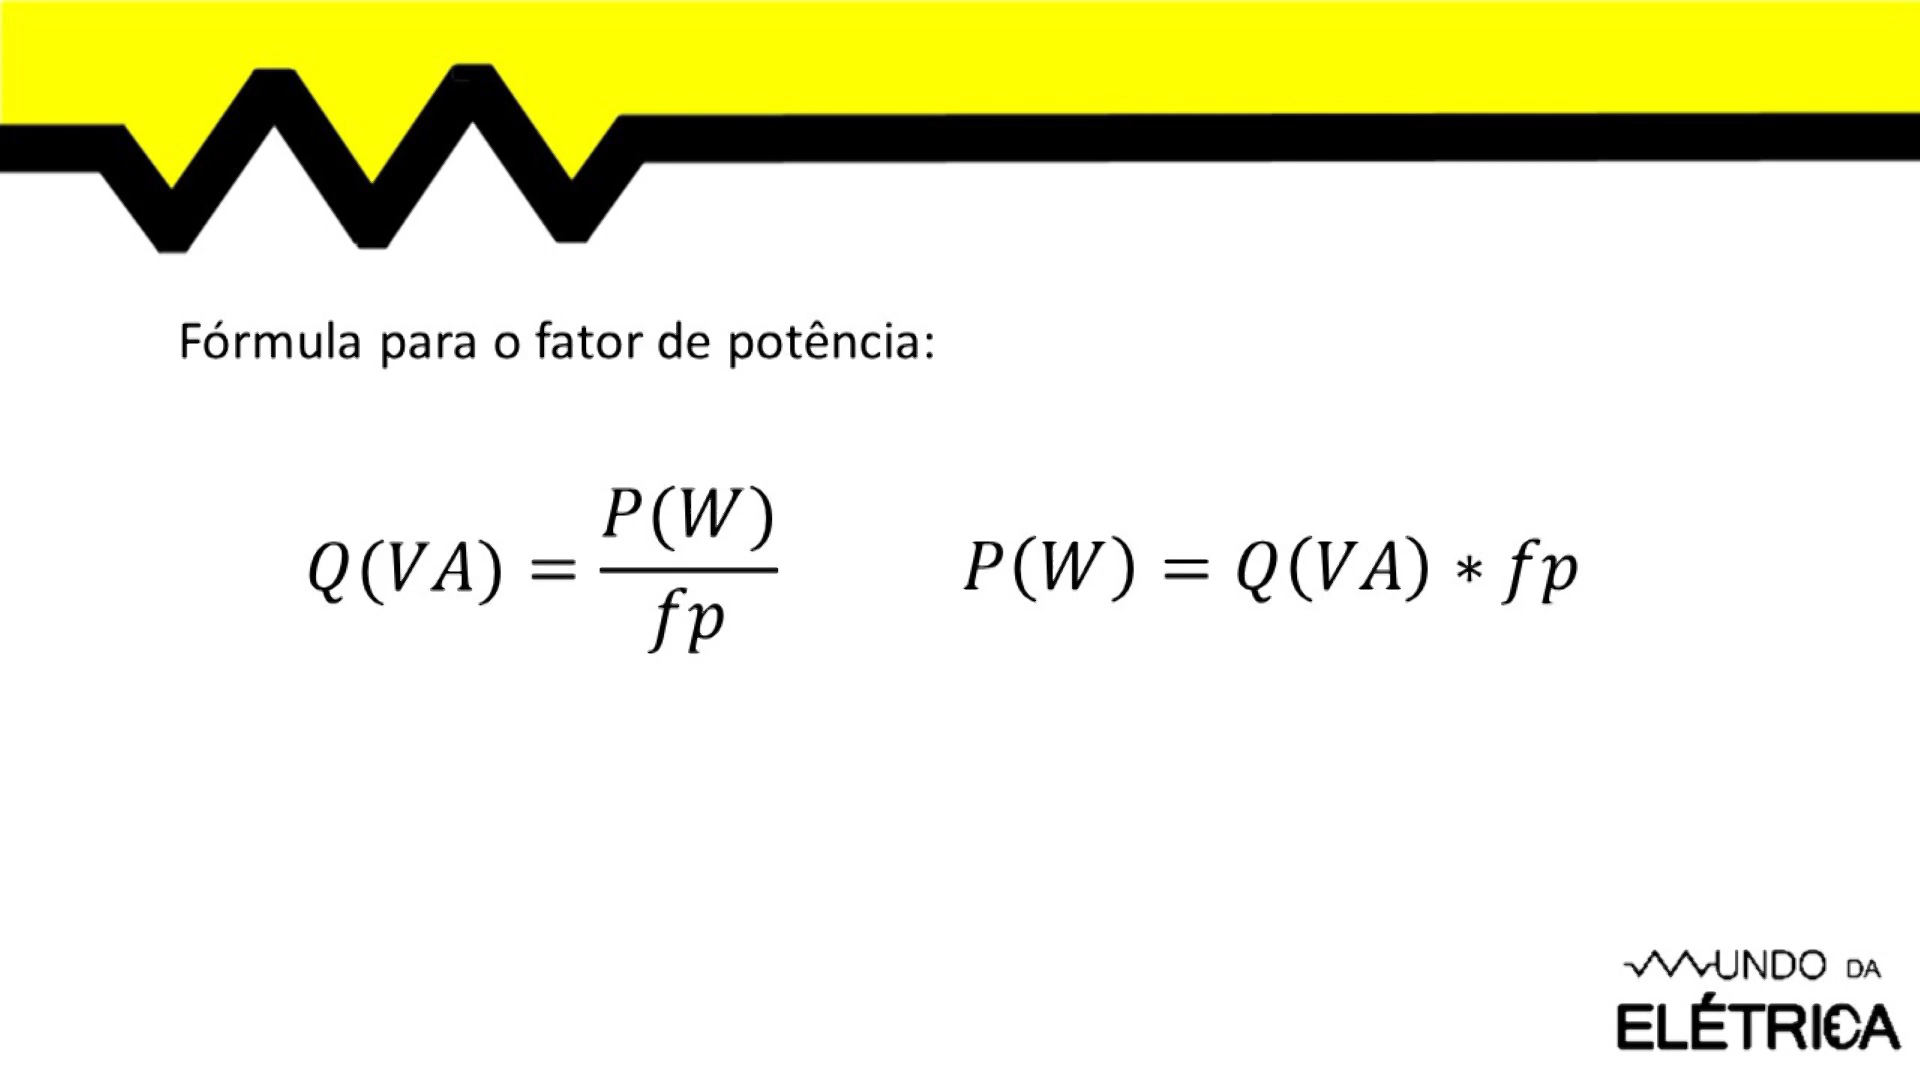 Fórmula para o fator de potência:
Q(VA) = P(W) / fp
P(W) = Q(VA) * fp
MUNDO DA
ELÉTRICA